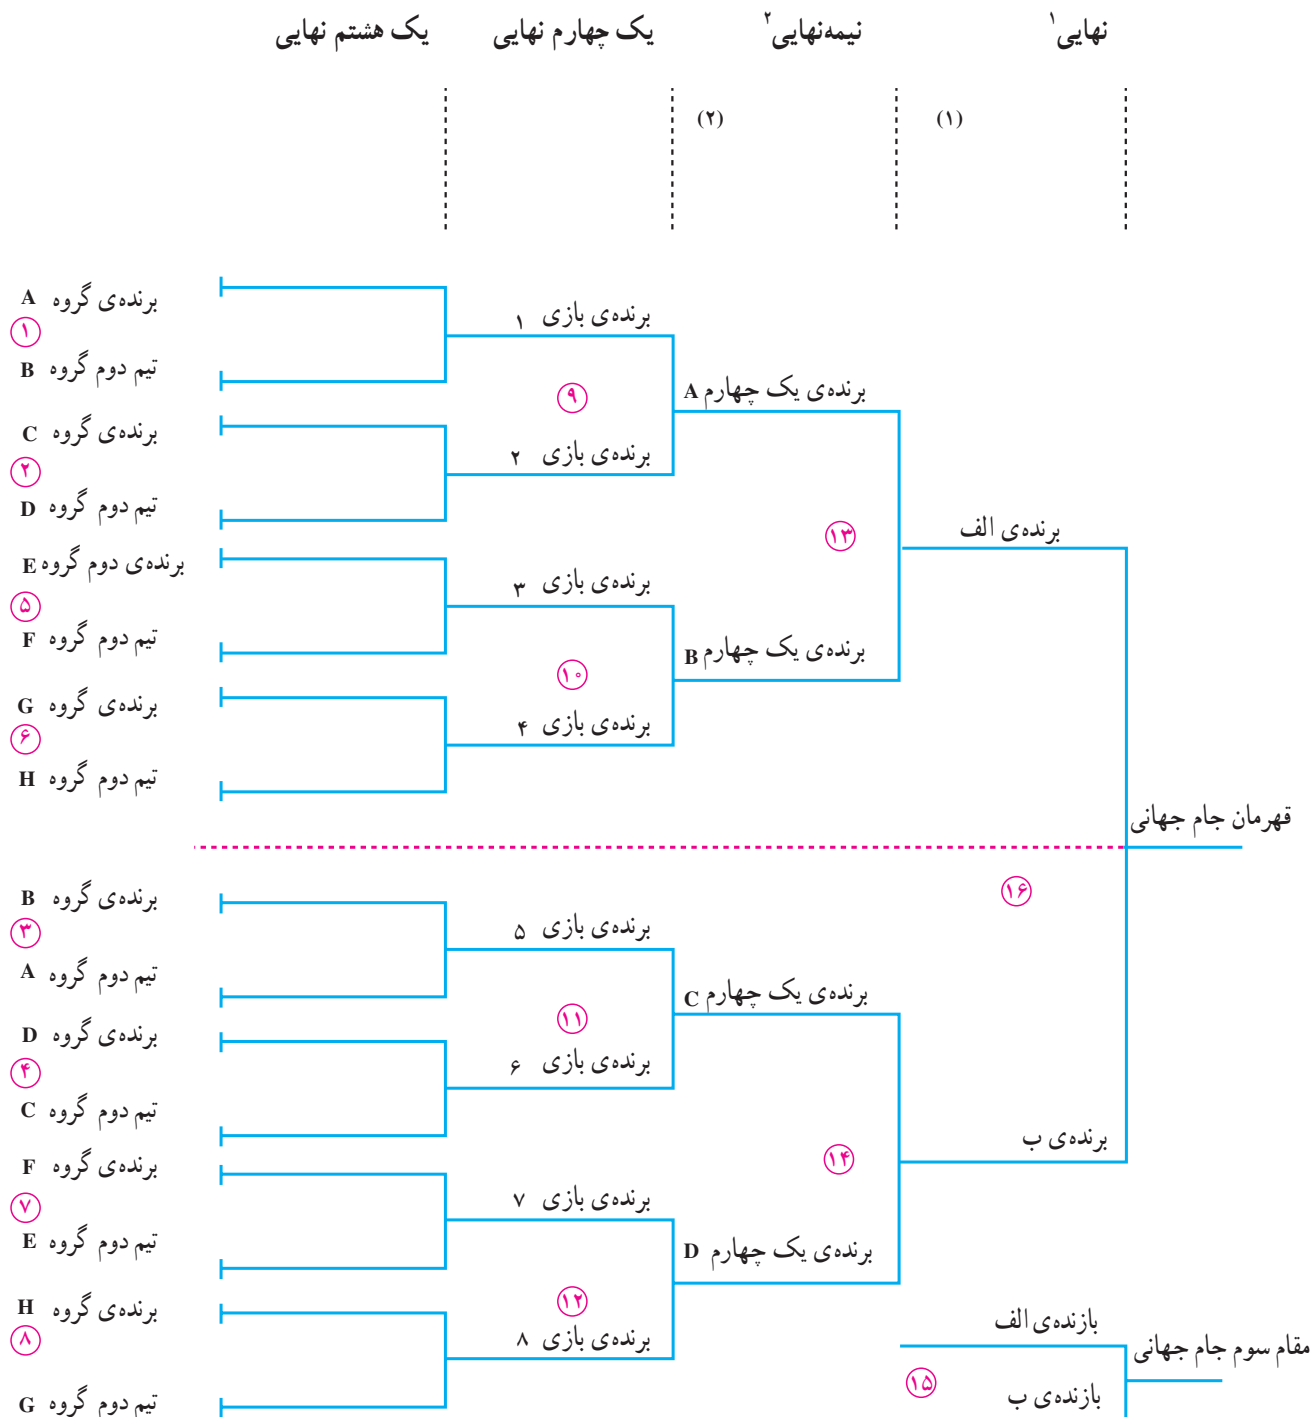 نهایی۱ نیمه‌نهایی۲ یک چهارم نهایی یک هشتم نهایی
(۱) (۲)
برنده‌ی گروه A
۱
تیم دوم گروه B
برنده‌ی گروه C
۲
تیم دوم گروه D
برنده‌ی دوم گروه E
۵
تیم دوم گروه F
برنده‌ی گروه G
۶
تیم دوم گروه H
برنده‌ی گروه B
۳
تیم دوم گروه A
برنده‌ی گروه D
۴
تیم دوم گروه C
برنده‌ی گروه F
۷
تیم دوم گروه E
برنده‌ی گروه H
۸
تیم دوم گروه G
برنده‌ی بازی ۱
۹
برنده‌ی بازی ۲
برنده‌ی بازی ۳
۱۰
برنده‌ی بازی ۴
برنده‌ی بازی ۵
۱۱
برنده‌ی بازی ۶
برنده‌ی بازی ۷
۱۲
برنده‌ی بازی ۸
برنده‌ی یک چهارم A
۱۳
برنده‌ی یک چهارم B
برنده‌ی یک چهارم C
۱۴
برنده‌ی یک چهارم D
برنده‌ی الف
۱۶
برنده‌ی ب
قهرمان جام جهانی
بازنده‌ی الف
۱۵
بازنده‌ی ب
مقام سوم جام جهانی